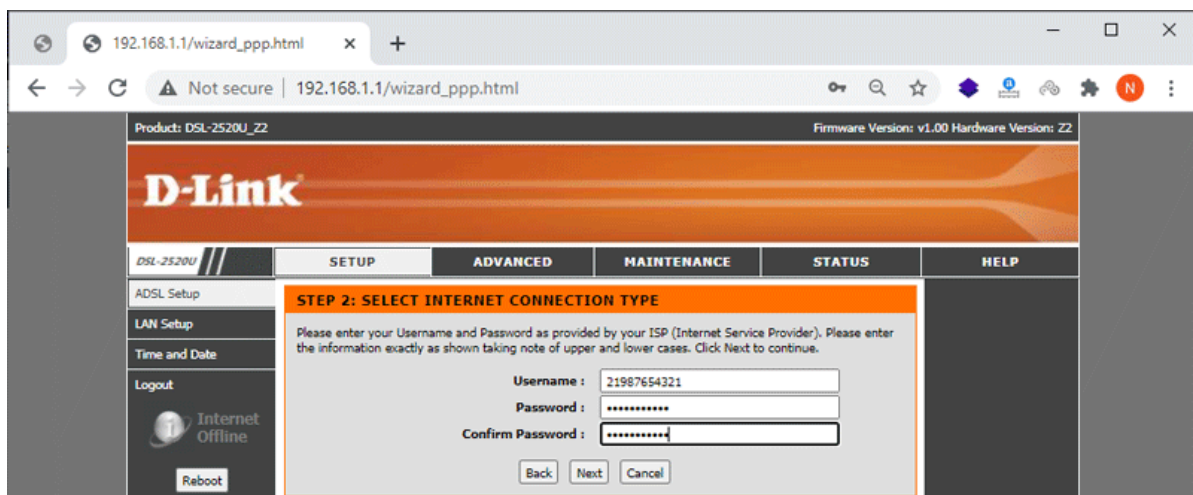 192.168.1.1/wizard_ppp.html
Not secure | 192.168.1.1/wizard_ppp.html
N
Product: DSL-2520U_Z2 Firmware Version: v1.00 Hardware Version: Z2
D-Link
DSL-2520U SETUP ADVANCED MAINTENANCE STATUS HELP
ADSL Setup
LAN Setup
Time and Date
Logout
Internet
Offline
Reboot
STEP 2: SELECT INTERNET CONNECTION TYPE
Please enter your Username and Password as provided by your ISP (Internet Service Provider). Please enter
the information exactly as shown taking note of upper and lower cases. Click Next to continue.
Username : 21987654321
Password : •••••••••••
Confirm Password : •••••••••••
Back Next Cancel